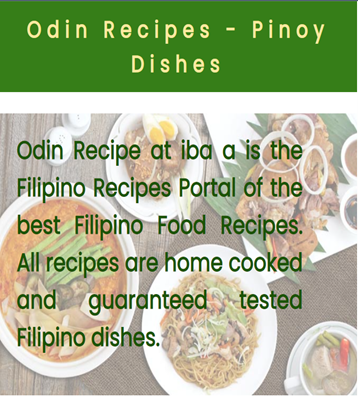 Odin Recipes - Pinoy
Dishes
Odin Recipe at iba a is the
Filipino Recipes Portal of the
best Filipino Food Recipes.
All recipes are home cooked
and guaranteed tested
Filipino dishes.